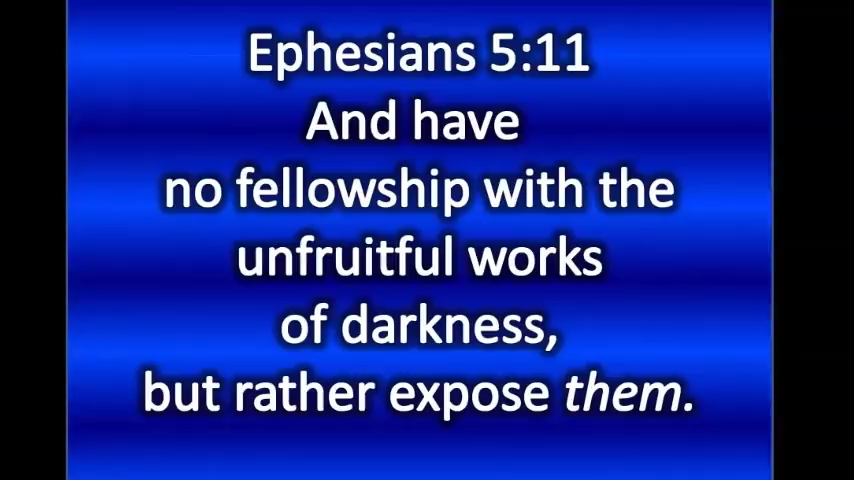 Ephesians 5:11
And have
no fellowship with the
unfruitful works
of darkness,
but rather expose them.